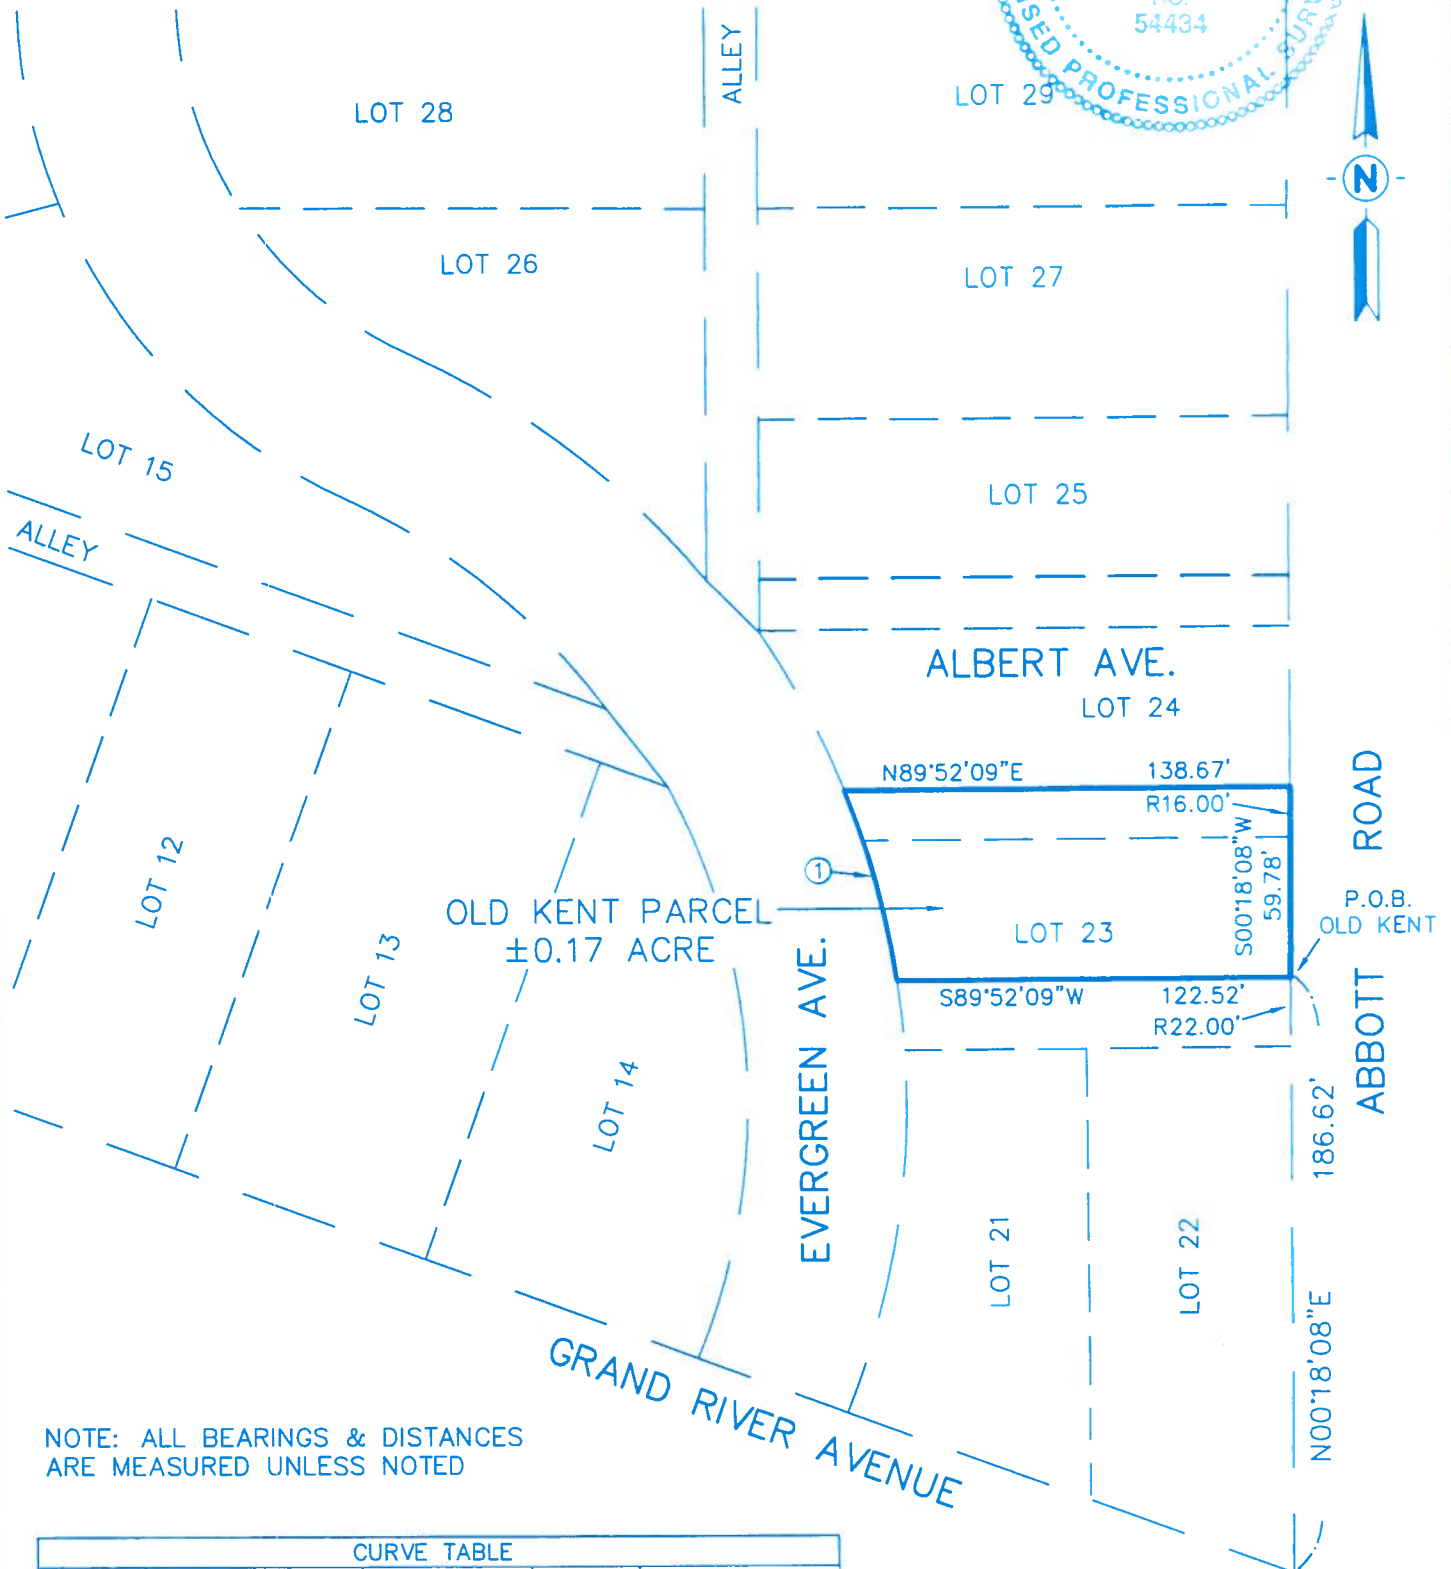 NO.
54434
LICENSED PROFESSIONAL SURV
ALLEY
LOT 28
LOT 29
N
LOT 26
LOT 27
LOT 15
LOT 25
ALLEY
ALBERT AVE.
LOT 24
N89°52'09"E 138.67'
R16.00'
S00°18'08"W
59.78'
ABBOTT ROAD
LOT 12
1
OLD KENT PARCEL
±0.17 ACRE
LOT 23
P.O.B.
OLD KENT
LOT 13
S89°52'09"W 122.52'
R22.00'
LOT 14
EVERGREEN AVE.
186.62'
LOT 21
LOT 22
N00°18'08"E
GRAND RIVER AVENUE
NOTE: ALL BEARINGS & DISTANCES
ARE MEASURED UNLESS NOTED
CURVE TABLE